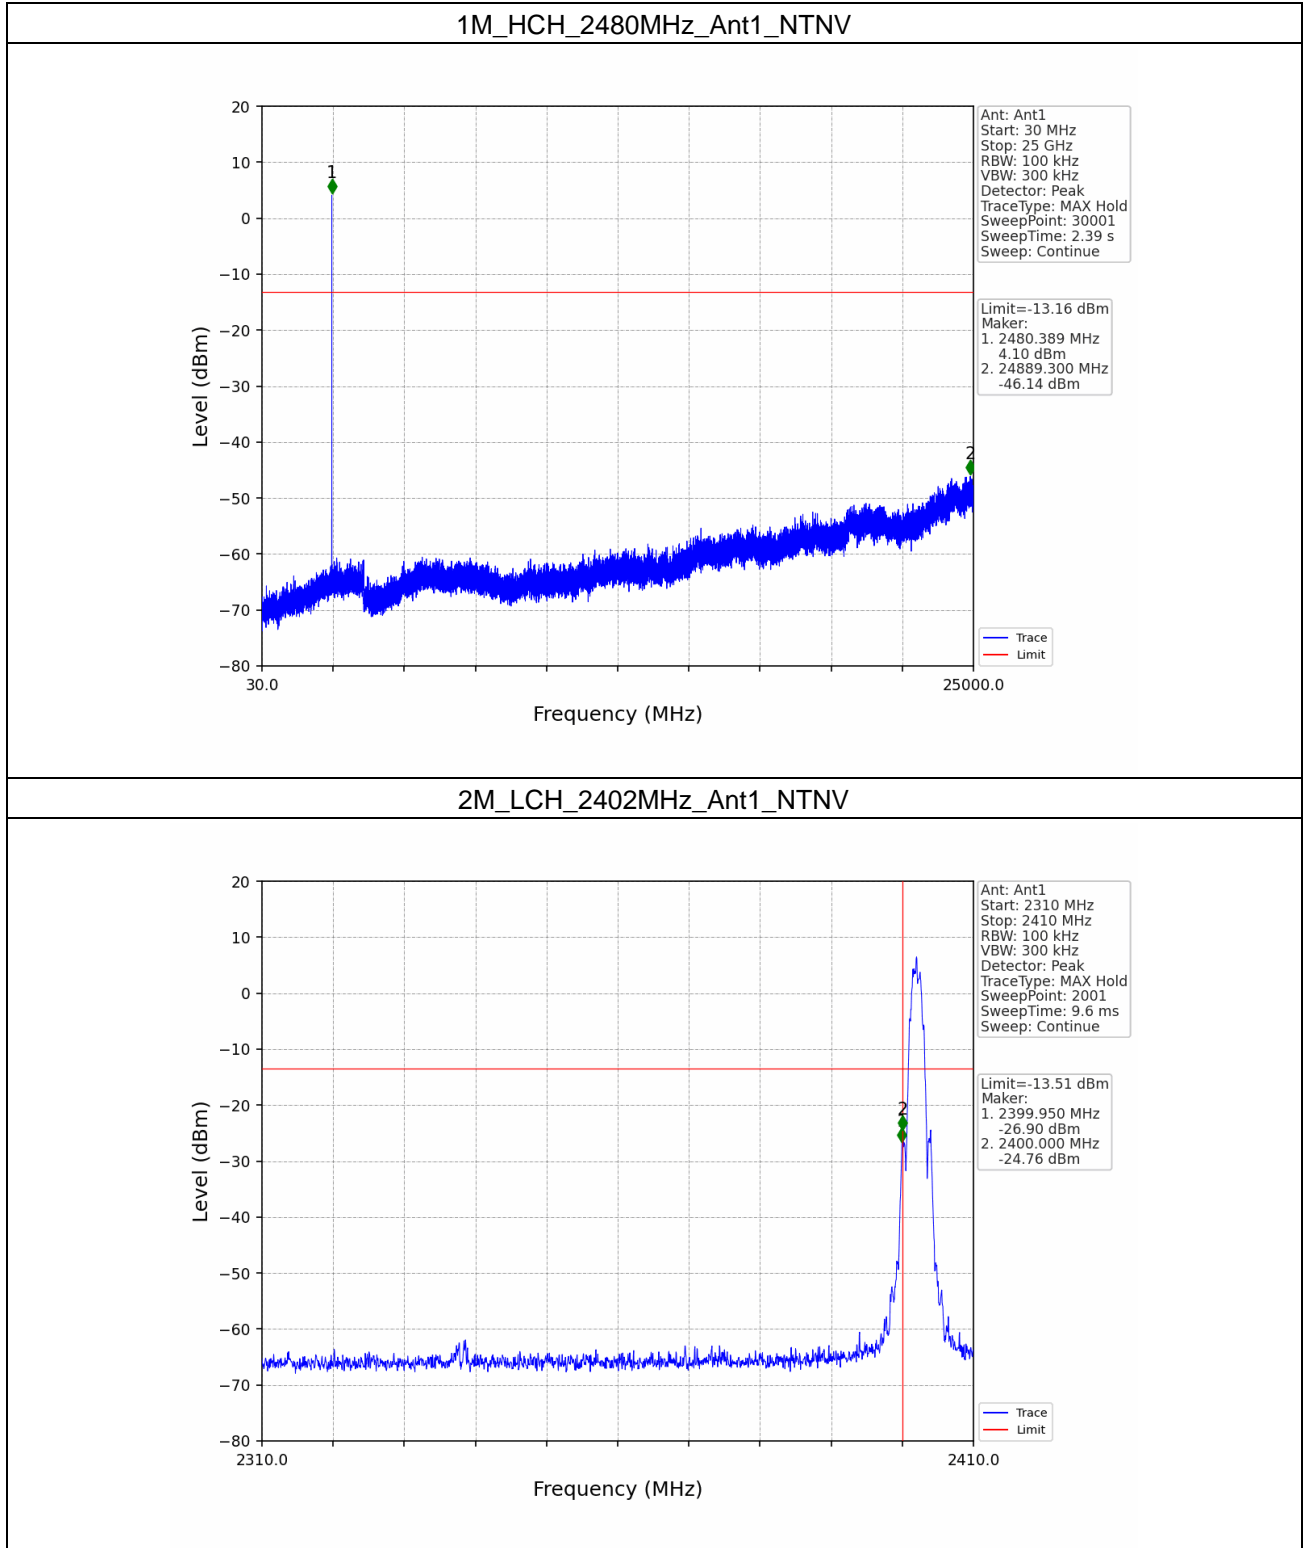 1M_HCH_2480MHz_Ant1_NTNV
20
10
0
−10
−20
−30
−40
−50
−60
−70
−80
Level (dBm)
1
2
30.0
25000.0
Frequency (MHz)
Ant: Ant1
Start: 30 MHz
Stop: 25 GHz
RBW: 100 kHz
VBW: 300 kHz
Detector: Peak
TraceType: MAX Hold
SweepPoint: 30001
SweepTime: 2.39 s
Sweep: Continue
Limit=-13.16 dBm
Maker:
1. 2480.389 MHz
4.10 dBm
2. 24889.300 MHz
-46.14 dBm
Trace
Limit
2M_LCH_2402MHz_Ant1_NTNV
20
10
0
−10
−20
−30
−40
−50
−60
−70
−80
Level (dBm)
2
2310.0
2410.0
Frequency (MHz)
Ant: Ant1
Start: 2310 MHz
Stop: 2410 MHz
RBW: 100 kHz
VBW: 300 kHz
Detector: Peak
TraceType: MAX Hold
SweepPoint: 2001
SweepTime: 9.6 ms
Sweep: Continue
Limit=-13.51 dBm
Maker:
1. 2399.950 MHz
-26.90 dBm
2. 2400.000 MHz
-24.76 dBm
Trace
Limit